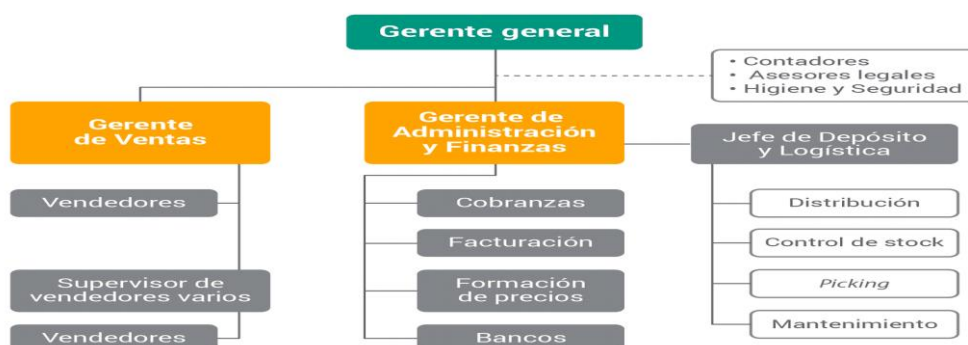 Gerente general
• Contadores
• Asesores legales
• Higiene y Seguridad
Gerente
de Ventas
Gerente de
Administración
y Finanzas
Jefe de Depósito
y Logística
Vendedores
Supervisor de
vendedores varios
Vendedores
Cobranzas
Facturación
Formación
de precios
Bancos
Distribución
Control de stock
Picking
Mantenimiento